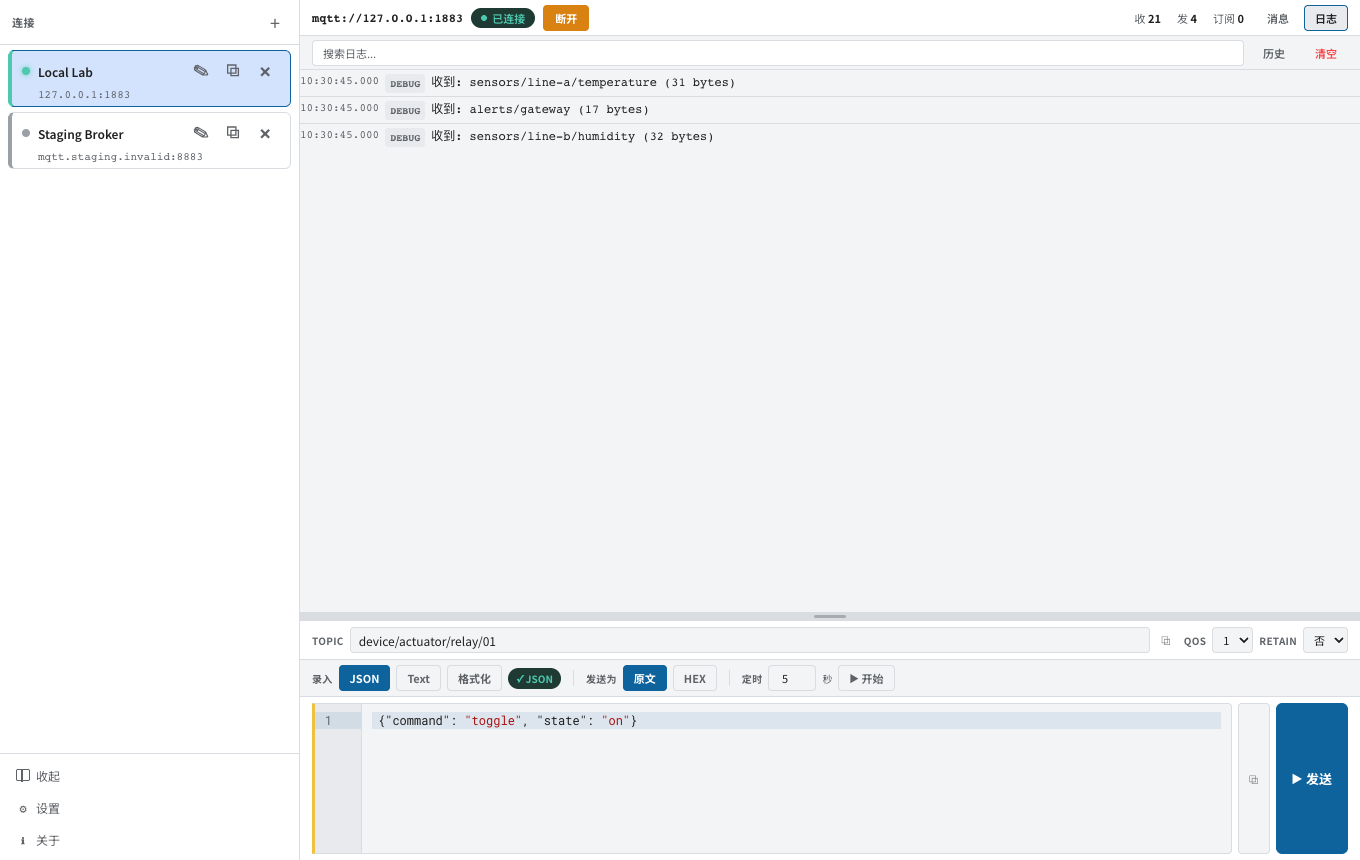 连接
Local Lab
127.0.0.1:1883
Staging Broker
mqtt.staging.invalid:8883
收起
设置
关于
mqtt://127.0.0.1:1883 已连接 断开 收 21 发 4 订阅 0 消息 日志
搜索日志... 历史 清空
10:30:45.000 DEBUG 收到: sensors/line-a/temperature (31 bytes)
10:30:45.000 DEBUG 收到: alerts/gateway (17 bytes)
10:30:45.000 DEBUG 收到: sensors/line-b/humidity (32 bytes)
TOPIC device/actuator/relay/01 QOS 1 RETAIN 否
录入 JSON Text 格式化 ✓JSON 发送为 原文 HEX 定时 5 秒 ▶ 开始
1 {"command": "toggle", "state": "on"}
▶ 发送